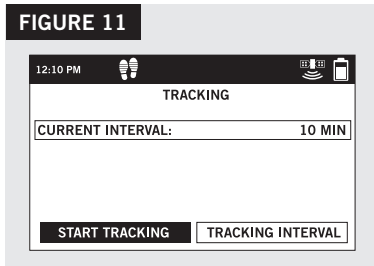 FIGURE 11
12:10 PM
TRACKING
CURRENT INTERVAL: 10 MIN
START TRACKING TRACKING INTERVAL